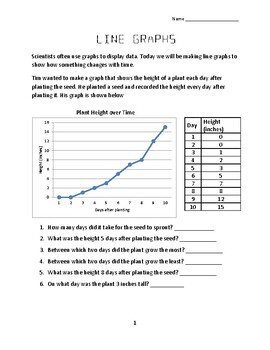 Name
LINE GRAPHS
Scientists often use graphs to display data. Today we will be making line graphs to
show how something changes with time.
Tim wanted to make a graph that shows the height of a plant each day after
planting the seed. He planted a seed and recorded the height every day after
planting it. His graph is shown below
Plant Height over Time
Height (inches)
16
14
12
10
8
6
4
2
0
1 2 3 4 5 6 7 8 9 10
Days after planting
Day Height (inches)
1 0
2 0
3 1
4 2
5 3
6 5
7 7
8 8
9 12
10 15
1. How many days did it take for the seed to sprout?
2. What was the height 5 days after planting the seed?
3. Between which two days did the plant grow the most?
4. Between which two days did the plant grow the least?
5. What was the height 8 days after planting the seed?
6. On what day was the plant 3 inches tall?
1